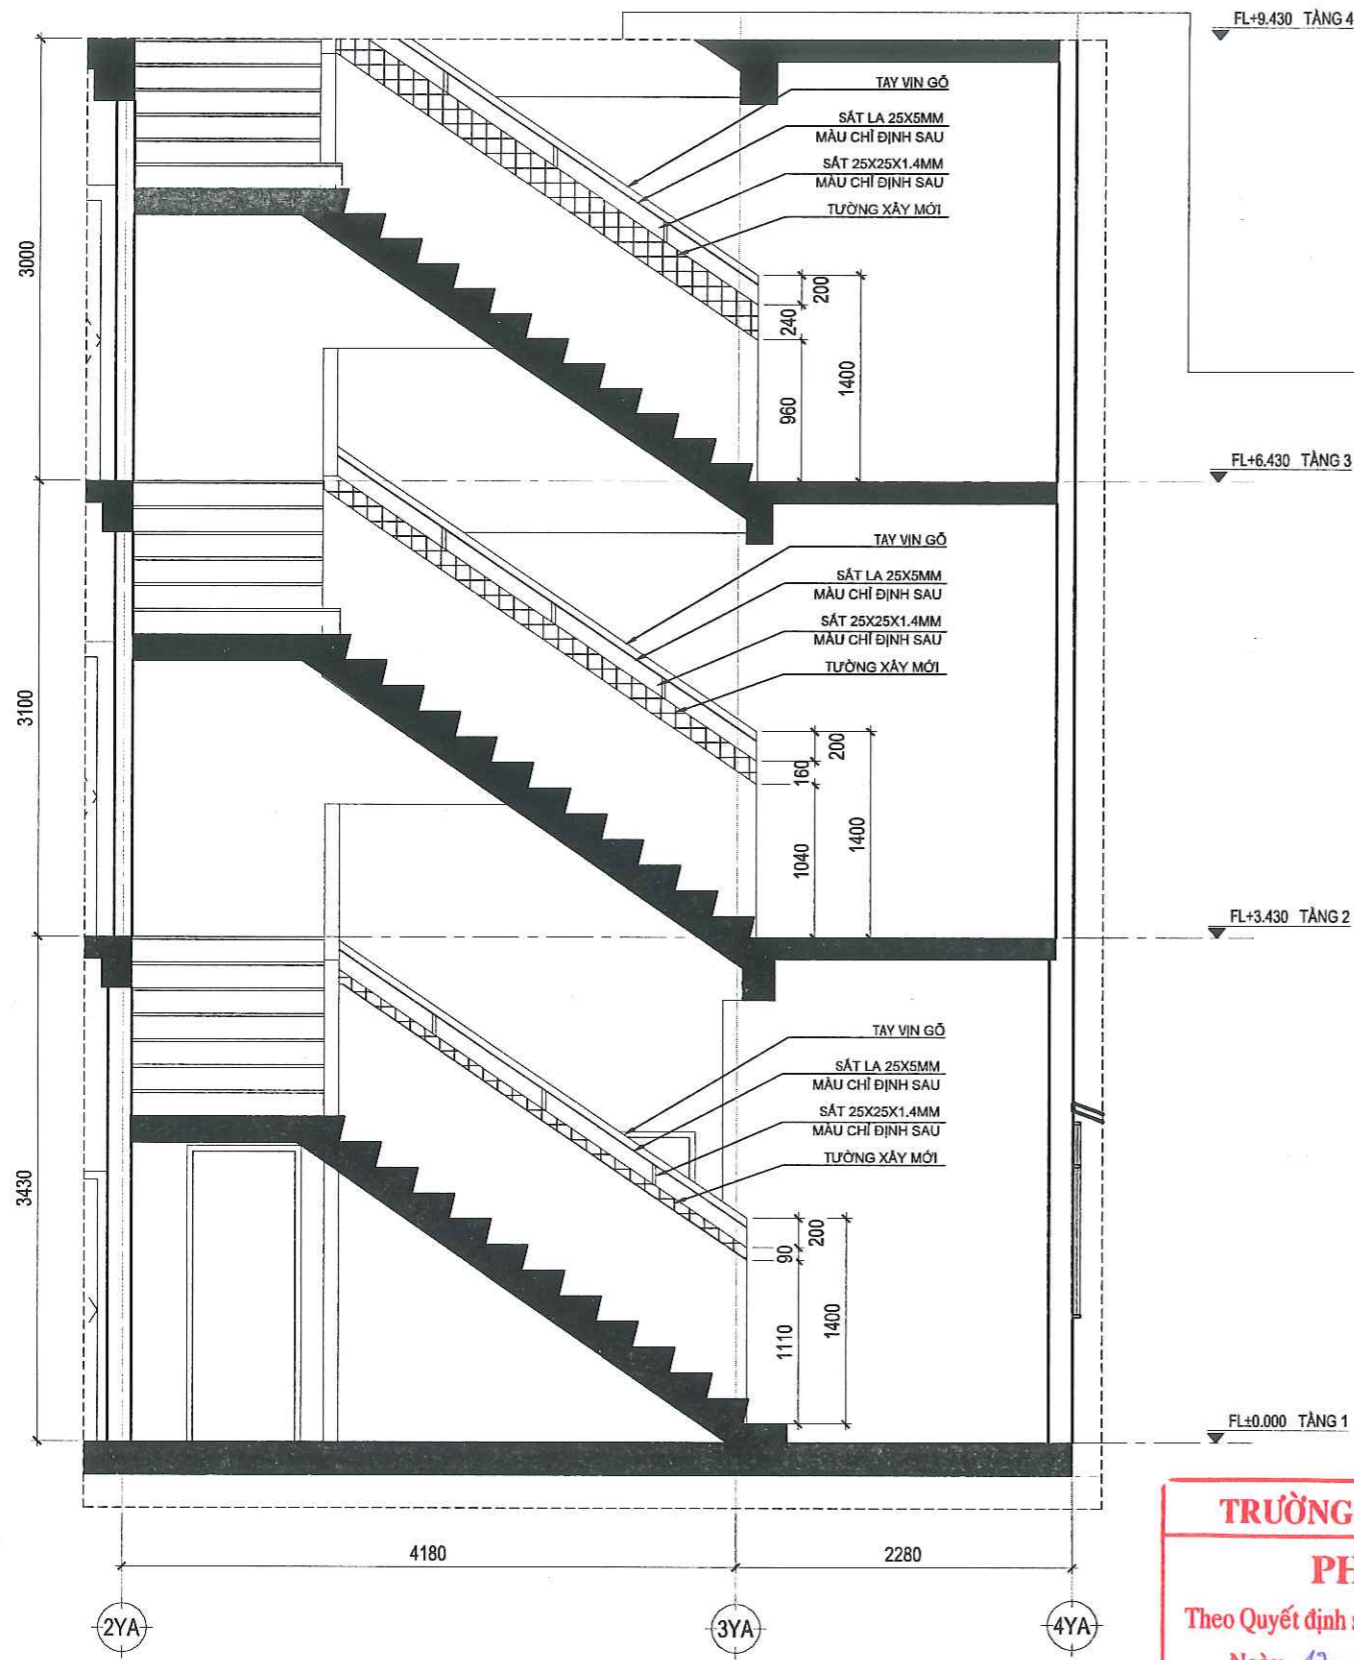 FL+9.430 TẦNG 4
TAY VỊN GỖ
SẮT LA 25X5MM
MÀU CHỈ ĐỊNH SAU
SẮT 25X25X1.4MM
MÀU CHỈ ĐỊNH SAU
TƯỜNG XÂY MỚI
3000
200
240
1400
960
FL+6.430 TẦNG 3
TAY VỊN GỖ
SẮT LA 25X5MM
MÀU CHỈ ĐỊNH SAU
SẮT 25X25X1.4MM
MÀU CHỈ ĐỊNH SAU
TƯỜNG XÂY MỚI
3100
200
160
1400
1040
FL+3.430 TẦNG 2
TAY VỊN GỖ
SẮT LA 25X5MM
MÀU CHỈ ĐỊNH SAU
SẮT 25X25X1.4MM
MÀU CHỈ ĐỊNH SAU
TƯỜNG XÂY MỚI
3430
200
90
1400
1110
FL±0.000 TẦNG 1
4180
2280
2YA
3YA
4YA
TRƯỜNG
PH
Theo Quyết định